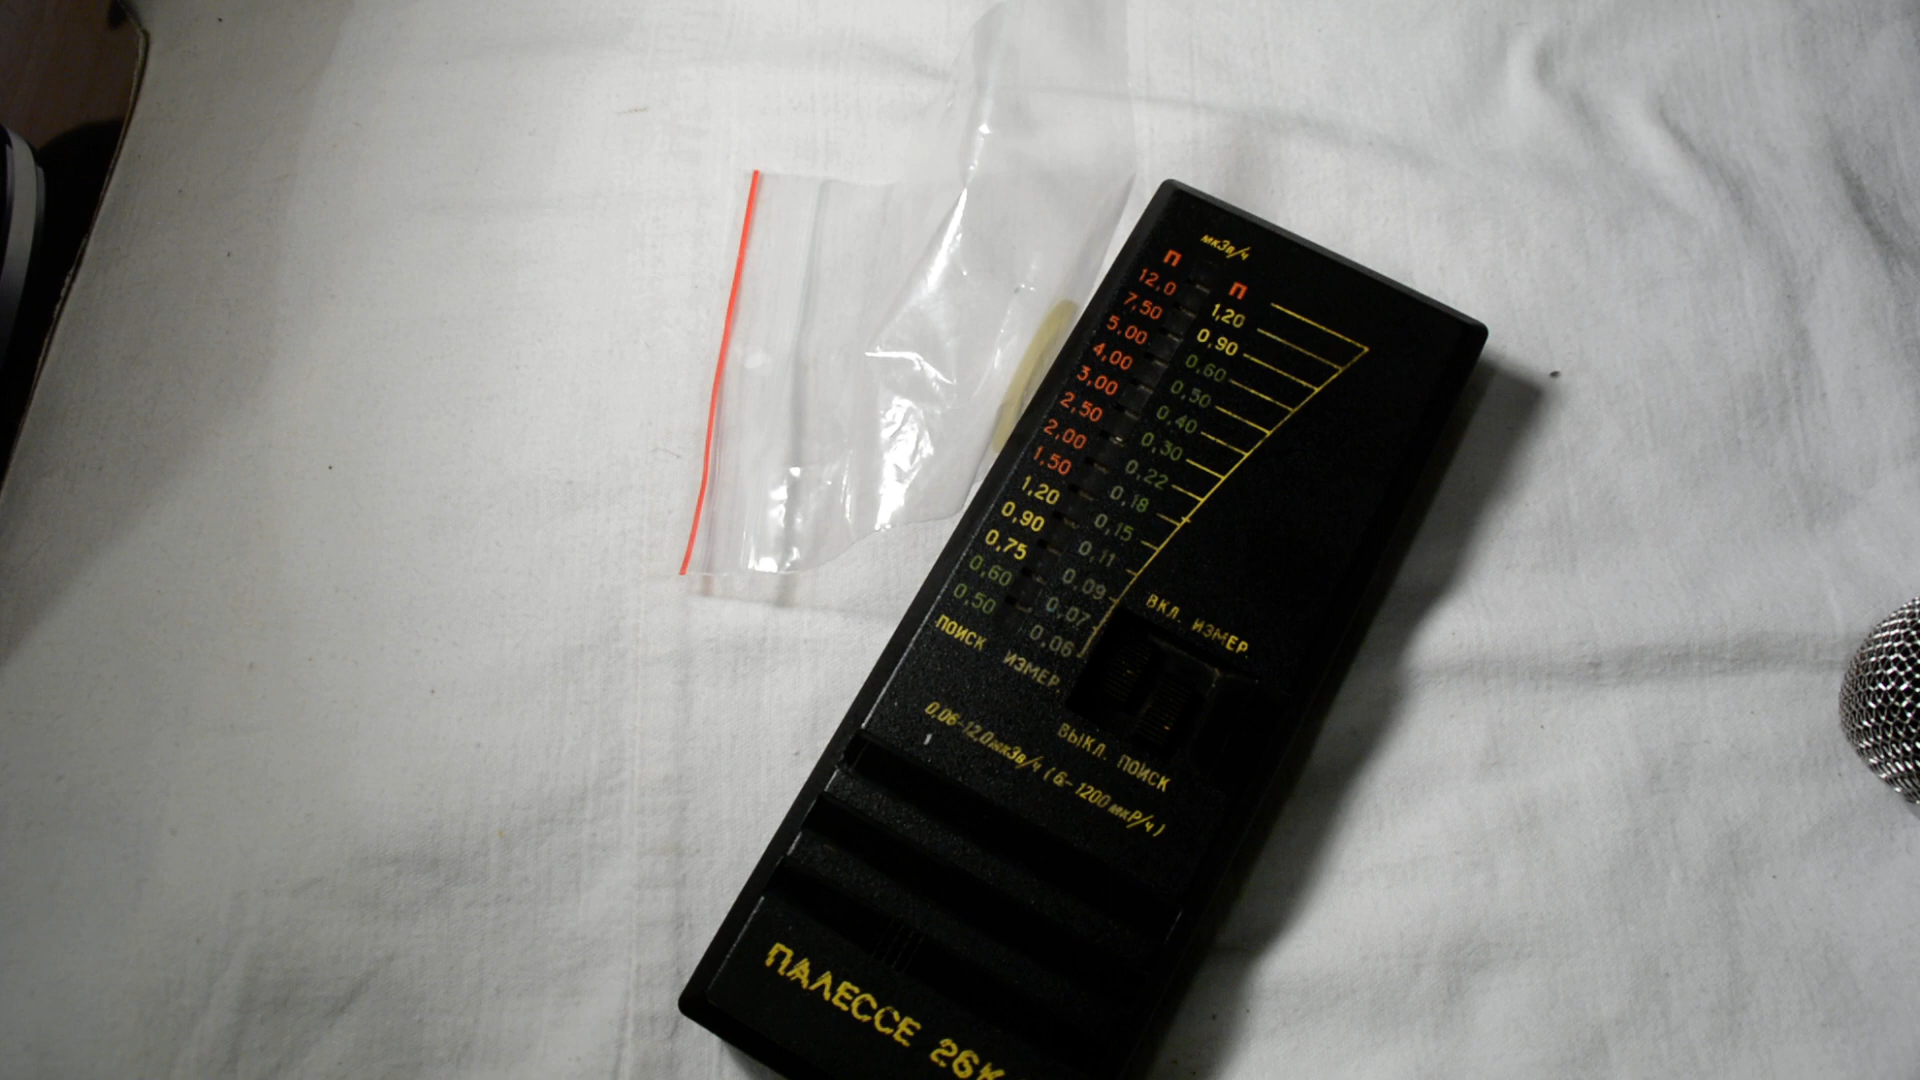 мкЗв/ч
П П
12,0 1,20
7,50 0,90
5,00 0,60
4,00 0,50
3,00 0,40
2,50 0,30
2,00 0,22
1,50 0,18
1,20 0,15
0,90 0,11
0,75 0,09
0,60 0,07
0,50 0,06
ПОИСК ИЗМЕР.
ВКЛ. ИЗМЕР.
ВЫКЛ. ПОИСК
0,06-12,0 мкЗв/ч (6-1200 мкР/ч)
ПАЛЕССЕ 26К